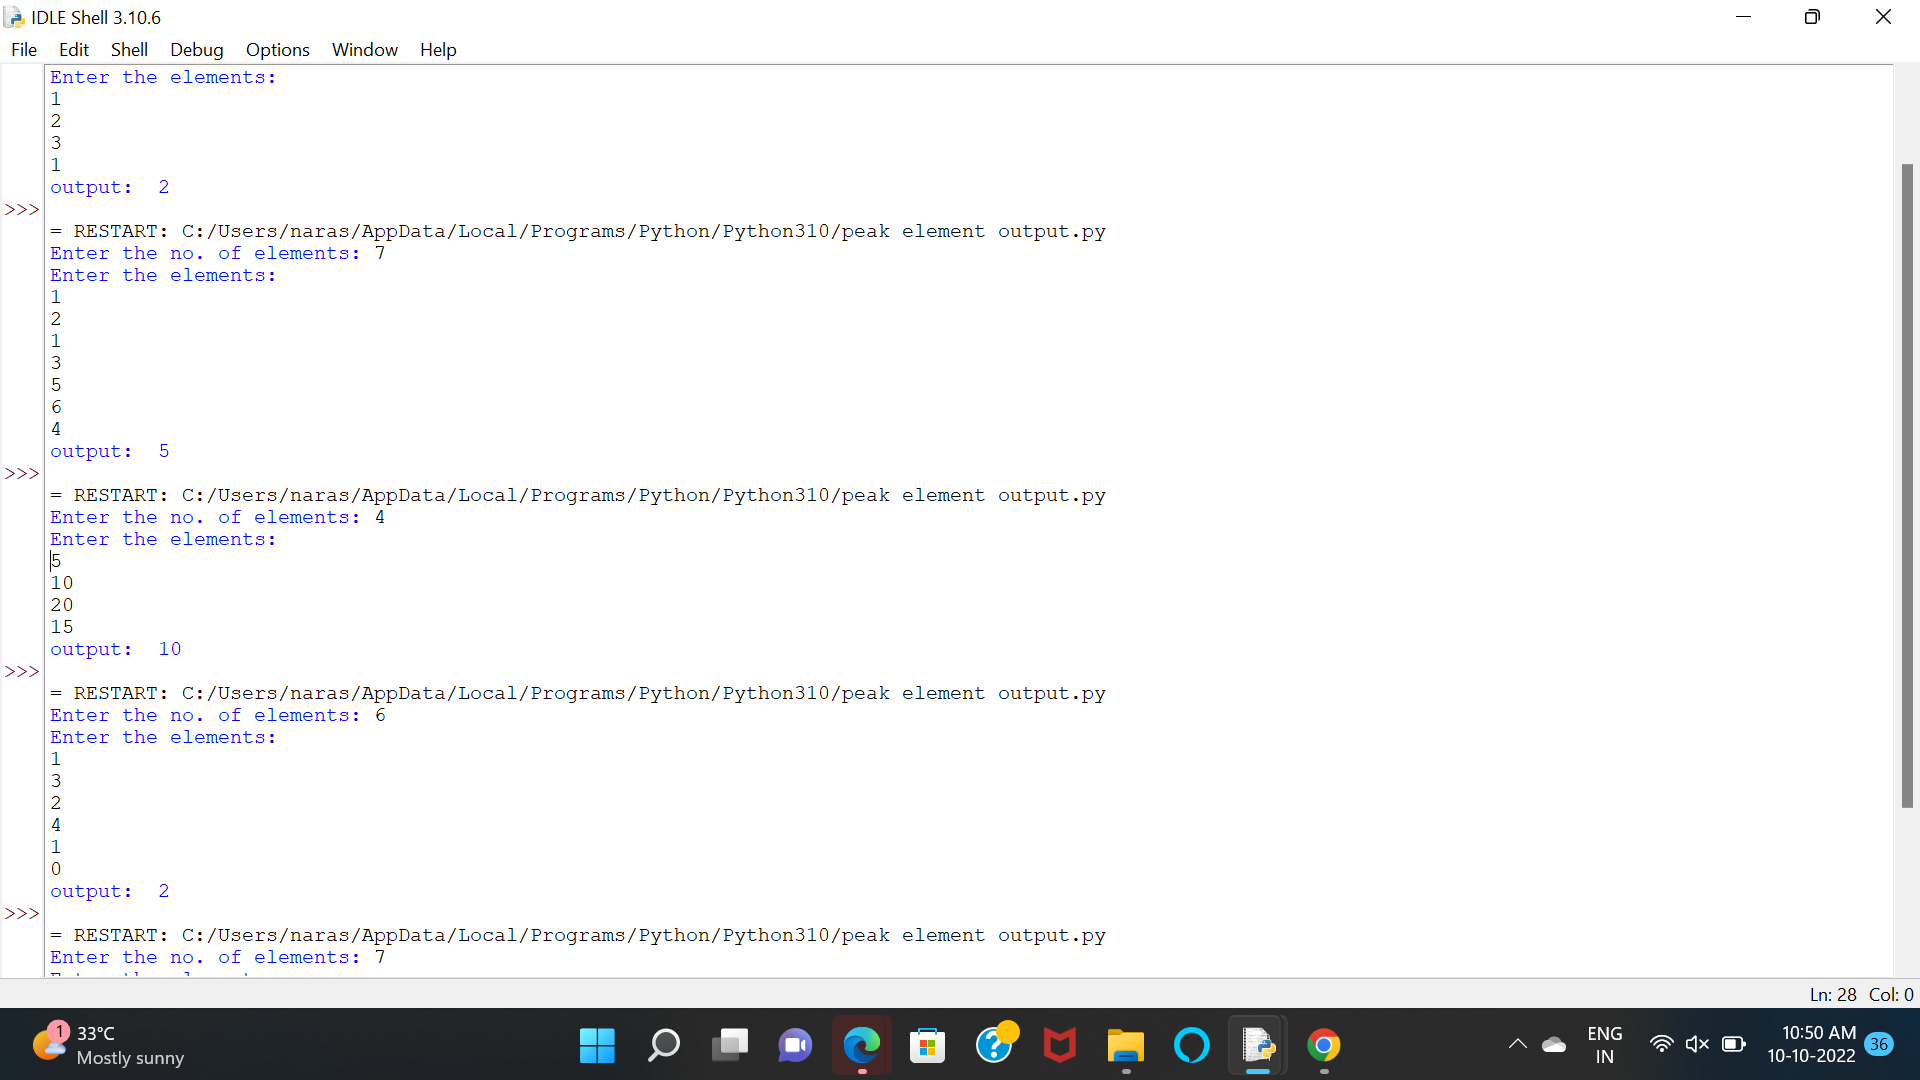 IDLE Shell 3.10.6
File Edit Shell Debug Options Window Help
Enter the elements:
1
2
3
1
output:  2
>>>
= RESTART: C:/Users/naras/AppData/Local/Programs/Python/Python310/peak element output.py
Enter the no. of elements: 7
Enter the elements:
1
2
1
3
5
6
4
output:  5
>>>
= RESTART: C:/Users/naras/AppData/Local/Programs/Python/Python310/peak element output.py
Enter the no. of elements: 4
Enter the elements:
5
10
20
15
output:  10
>>>
= RESTART: C:/Users/naras/AppData/Local/Programs/Python/Python310/peak element output.py
Enter the no. of elements: 6
Enter the elements:
1
3
2
4
1
0
output:  2
>>>
= RESTART: C:/Users/naras/AppData/Local/Programs/Python/Python310/peak element output.py
Enter the no. of elements: 7
Ln: 28 Col: 0
1
33°C
Mostly sunny
ENG
IN
10:50 AM
10-10-2022
36